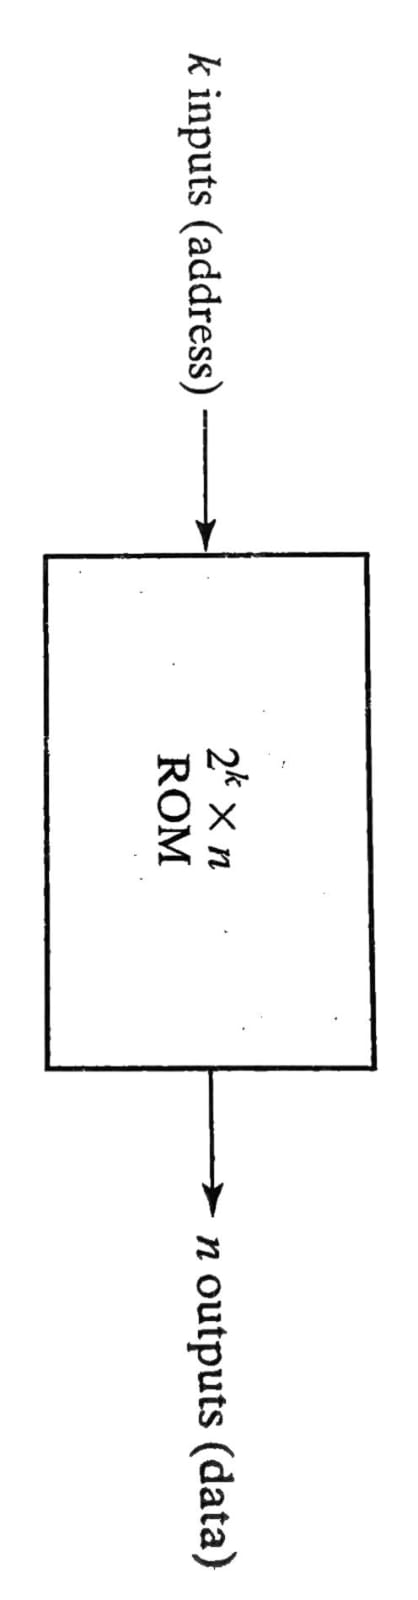 k inputs (address)
2^k × n
ROM
n outputs (data)